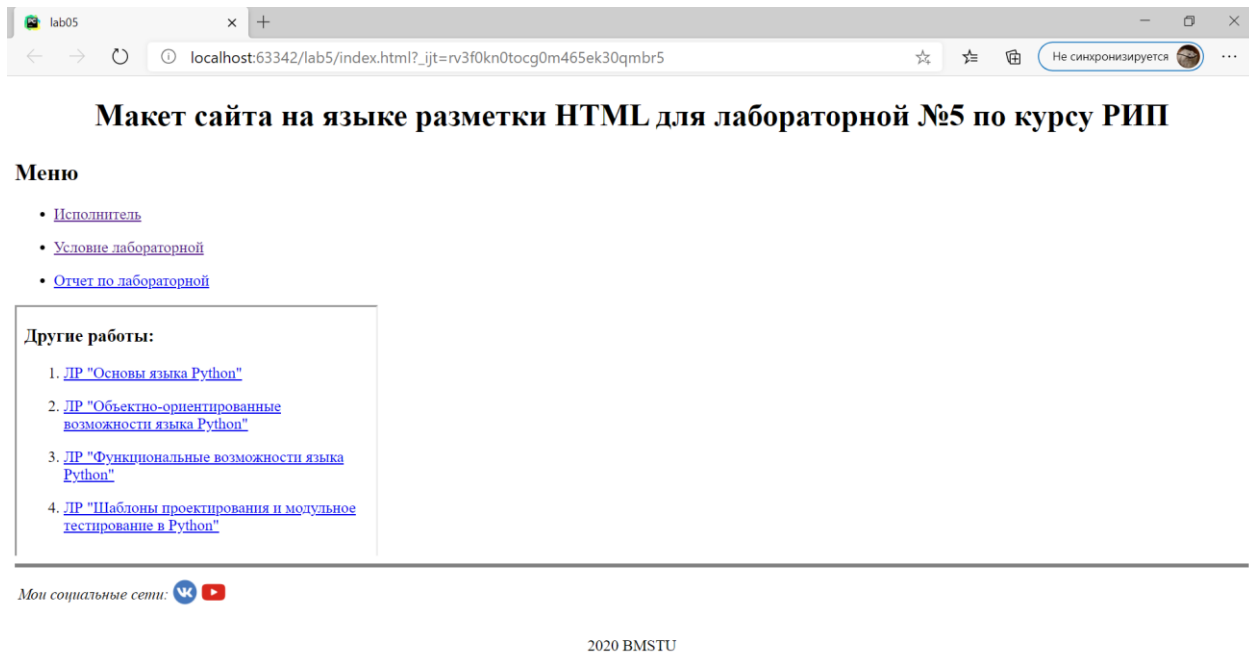 lab05
localhost:63342/lab5/index.html?_ijt=rv3f0kn0tocg0m465ek30qmbr5
Не синхронизируется
Макет сайта на языке разметки HTML для лабораторной №5 по курсу РИП
Меню
• Исполнитель
• Условие лабораторной
• Отчет по лабораторной
Другие работы:
1. ЛР "Основы языка Python"
2. ЛР "Объектно-ориентированные
возможности языка Python"
3. ЛР "Функциональные возможности языка
Python"
4. ЛР "Шаблоны проектирования и модульное
тестирование в Python"
Мои социальные сети:
2020 BMSTU